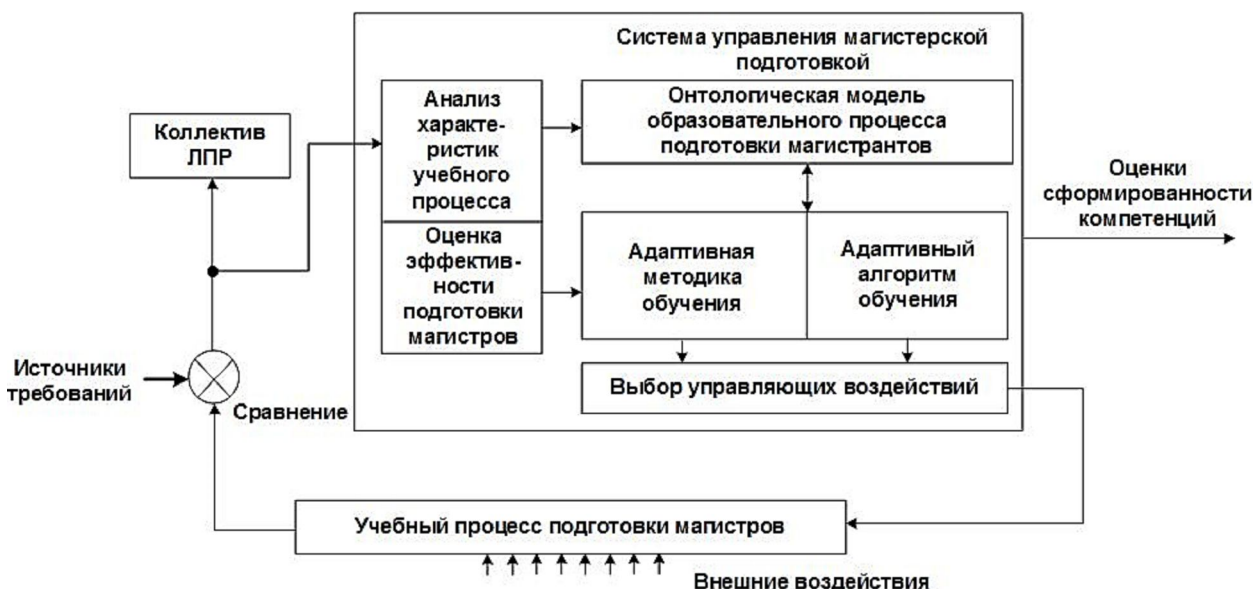 Система управления магистерской
подготовкой
Коллектив
ЛПР
Анализ
характе-
ристик
учебного
процесса
Онтологическая модель
образовательного процесса
подготовки магистрантов
Оценка
эффектив-
ности
подготовки
магистров
Адаптивная
методика
обучения
Адаптивный
алгоритм
обучения
Оценки
сформированности
компетенций
Выбор управляющих воздействий
Источники
требований
Сравнение
Учебный процесс подготовки магистров
Внешние воздействия